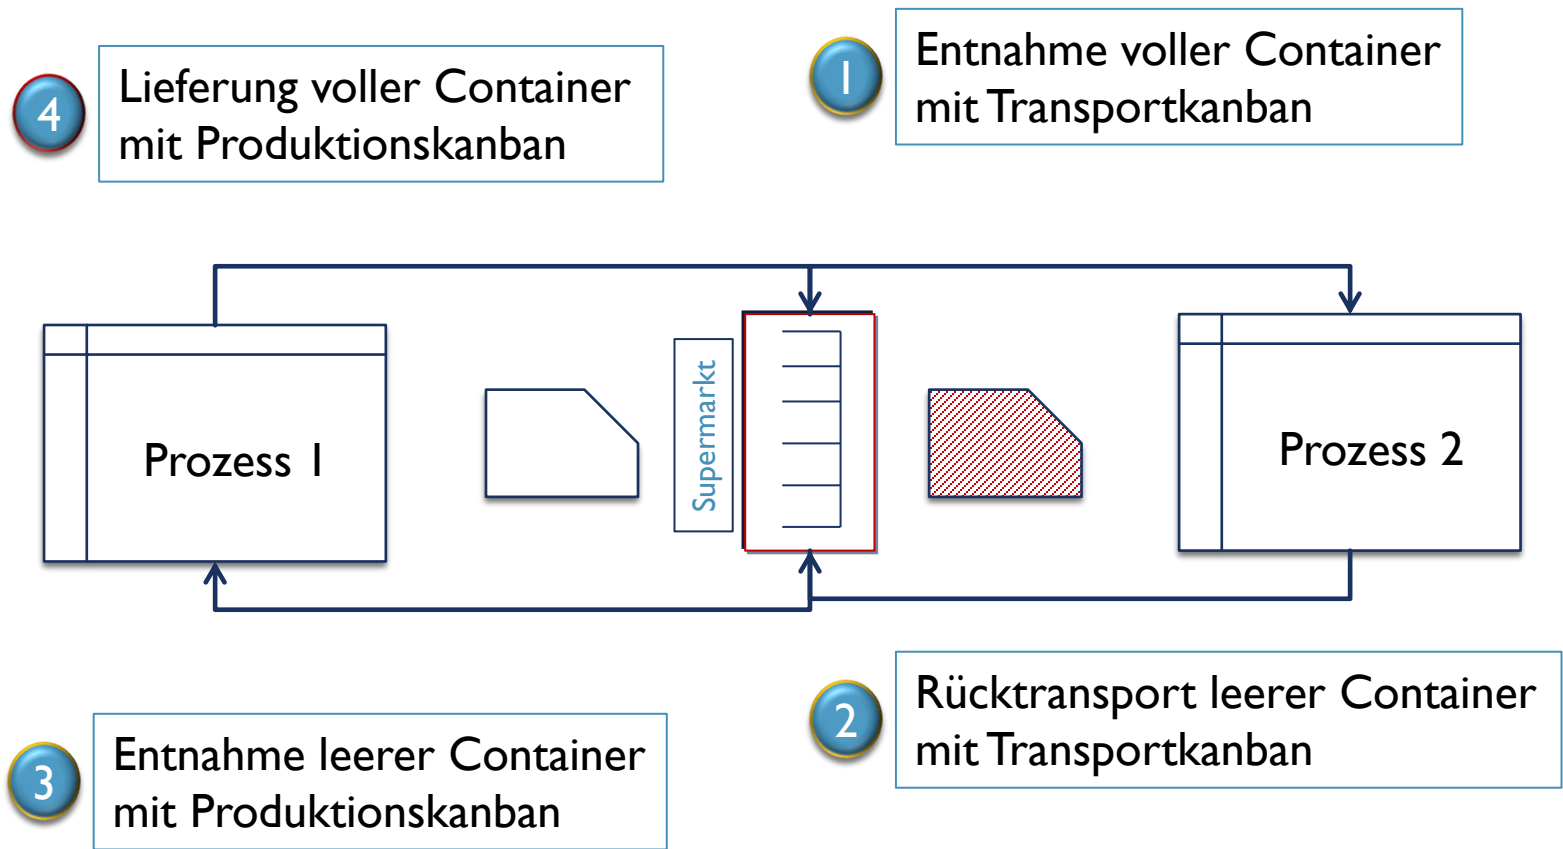 4
Lieferung voller Container
mit Produktionskanban
1
Entnahme voller Container
mit Transportkanban
Prozess 1
Supermarkt
Prozess 2
3
Entnahme leerer Container
mit Produktionskanban
2
Rücktransport leerer Container
mit Transportkanban